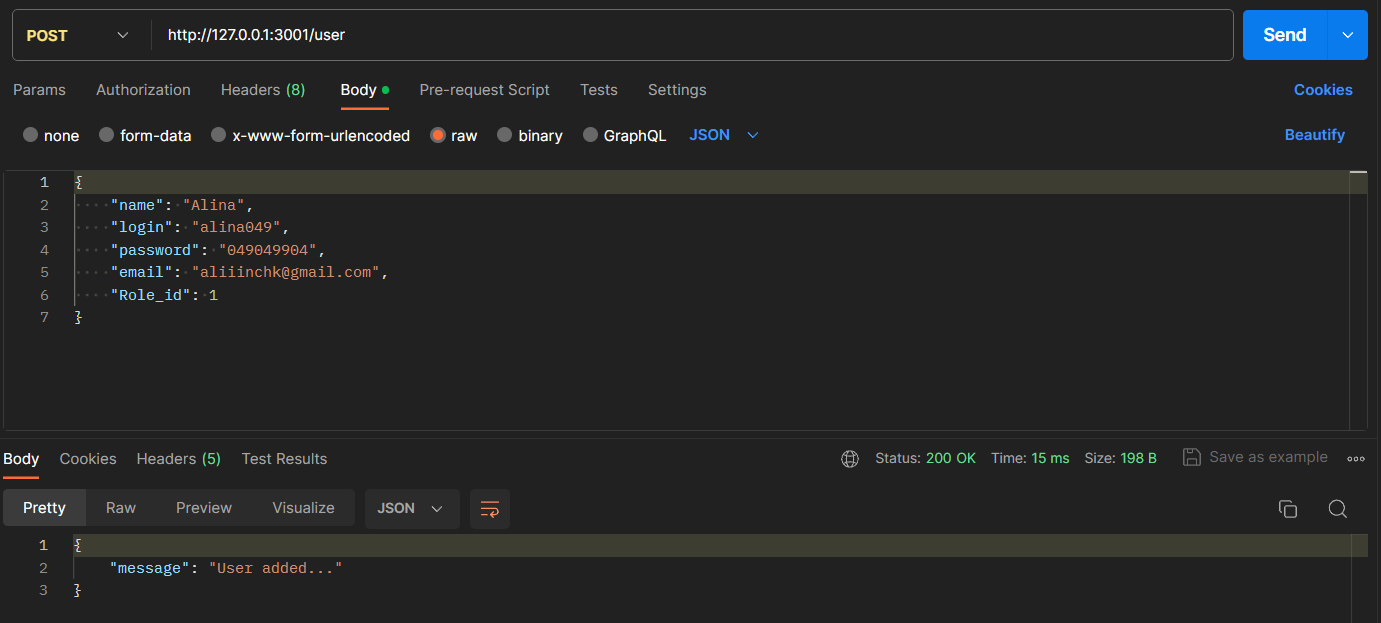 POST http://127.0.0.1:3001/user Send
Params Authorization Headers (8) Body Pre-request Script Tests Settings Cookies
none form-data x-www-form-urlencoded raw binary GraphQL JSON Beautify
1 {
2 "name": "Alina",
3 "login": "alina049",
4 "password": "049049904",
5 "email": "aliiinchk@gmail.com",
6 "Role_id": 1
7 }
Body Cookies Headers (5) Test Results Status: 200 OK Time: 15 ms Size: 198 B Save as example
Pretty Raw Preview Visualize JSON
1 {
2 "message": "User added..."
3 }